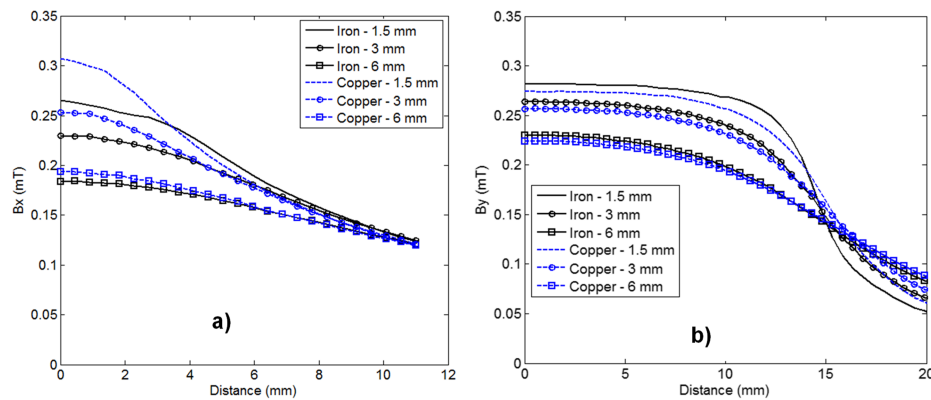 0.35
0.3
0.25
0.2
0.15
0.1
0.05
0
Bx (mT)
0 2 4 6 8 10 12
Distance (mm)
Iron - 1.5 mm
Iron - 3 mm
Iron - 6 mm
Copper - 1.5 mm
Copper - 3 mm
Copper - 6 mm
a)
0.35
0.3
0.25
0.2
0.15
0.1
0.05
0
By (mT)
0 5 10 15 20
Distance (mm)
Iron - 1.5 mm
Iron - 3 mm
Iron - 6 mm
Copper - 1.5 mm
Copper - 3 mm
Copper - 6 mm
b)